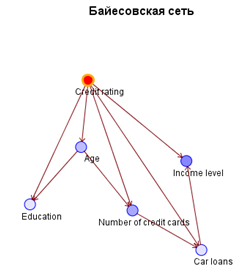 Байесовская сеть
Credit rating
Age
Income level
Education
Number of credit cards
Car loans